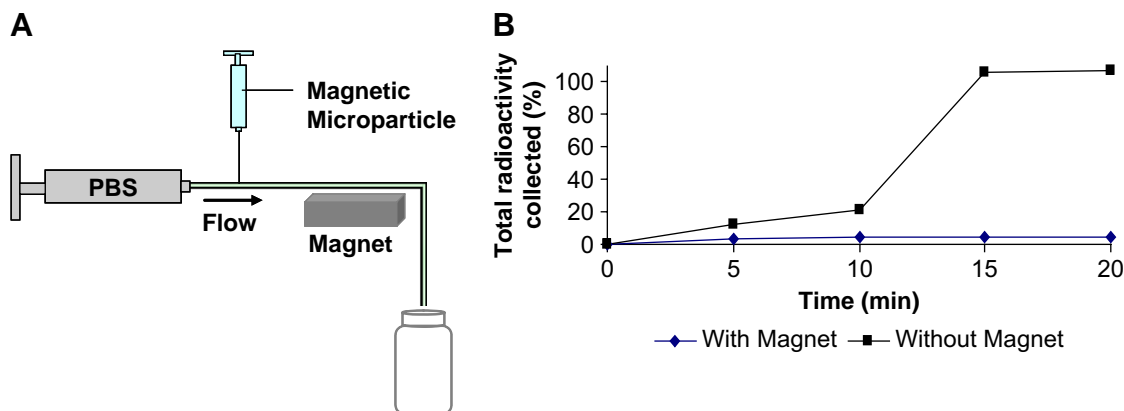 A
Magnetic
Microparticle
PBS
Flow
Magnet
B
Total radioactivity
collected (%)
100
80
60
40
20
0
0 5 10 15 20
Time (min)
With Magnet Without Magnet